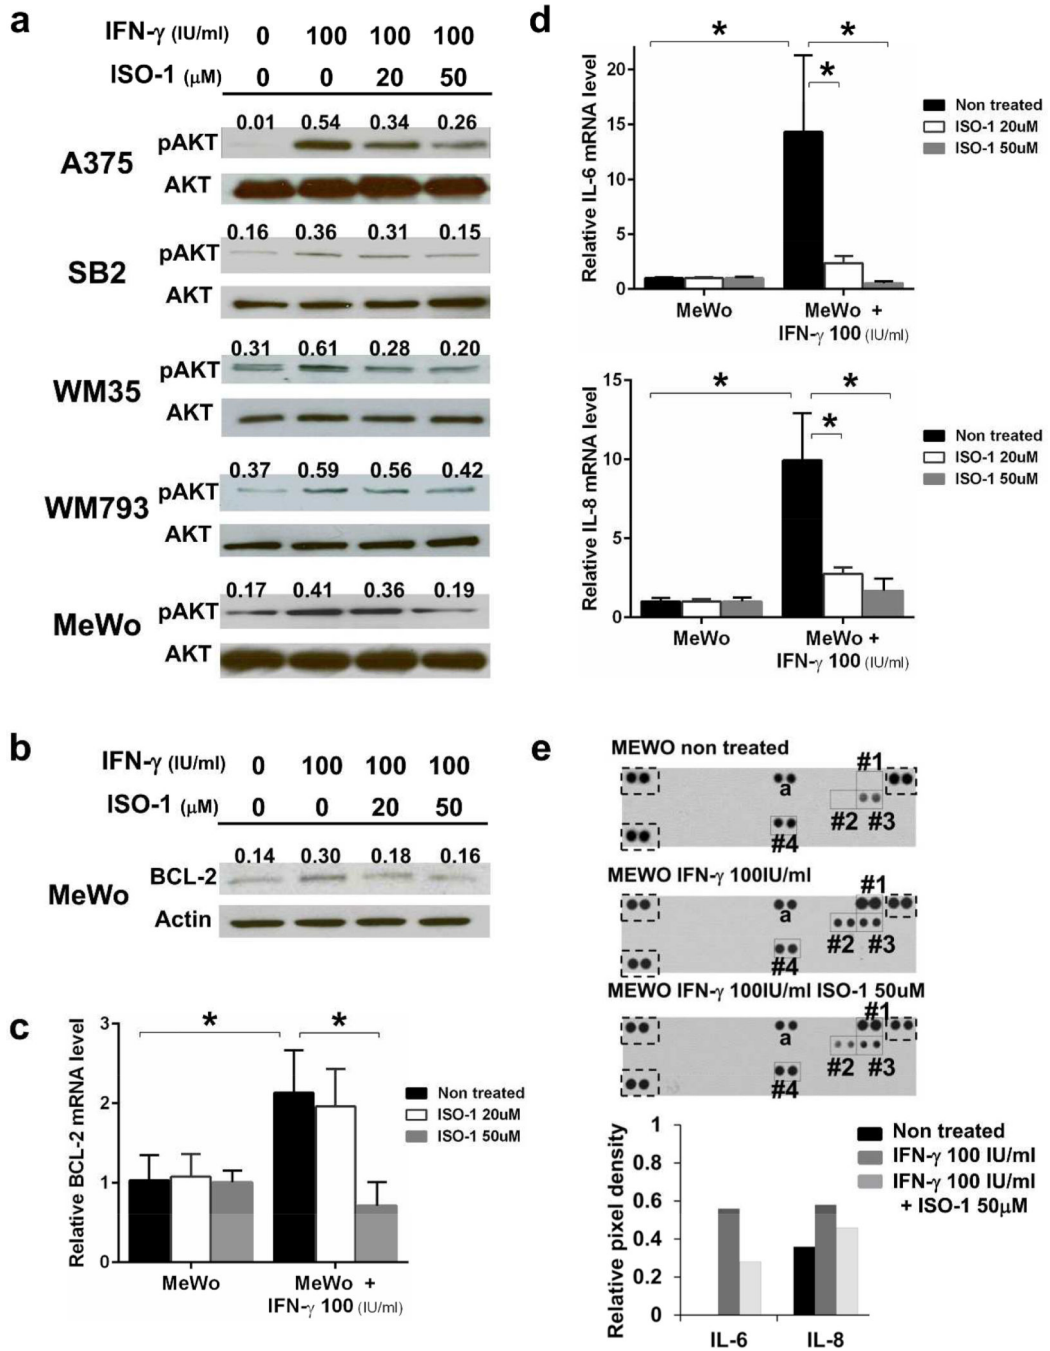 a
IFN-γ (IU/ml) 0 100 100 100
ISO-1 (μM) 0 0 20 50
A375
pAKT 0.01 0.54 0.34 0.26
AKT
SB2
pAKT 0.16 0.36 0.31 0.15
AKT
WM35
pAKT 0.31 0.61 0.28 0.20
AKT
WM793
pAKT 0.37 0.59 0.56 0.42
AKT
MeWo
pAKT 0.17 0.41 0.36 0.19
AKT
b
IFN-γ (IU/ml) 0 100 100 100
ISO-1 (μM) 0 0 20 50
MeWo
BCL-2 0.14 0.30 0.18 0.16
Actin
c
Relative BCL-2 mRNA level
3
2
1
0
* *
Non treated
ISO-1 20uM
ISO-1 50uM
MeWo MeWo +
IFN-γ 100 (IU/ml)
d
Relative IL-6 mRNA level
20
15
20
5
0
* *
*
Non treated
ISO-1 20uM
ISO-1 50uM
MeWo MeWo +
IFN-γ 100 (IU/ml)
Relative IL-8 mRNA level
15
10
5
0
* *
*
Non treated
ISO-1 20uM
ISO-1 50uM
MeWo MeWo +
IFN-γ 100 (IU/ml)
e
MEWO non treated
#1
a
#2 #3
#4
MEWO IFN-γ 100IU/ml
#1
a
#2 #3
#4
MEWO IFN-γ 100IU/ml ISO-1 50uM
#1
a
#2 #3
#4
Relative pixel density
1
0.8
0.6
0.4
0.2
0
Non treated
IFN-γ 100 IU/ml
IFN-γ 100 IU/ml
+ ISO-1 50μM
IL-6 IL-8